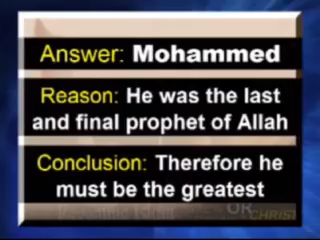 Answer: Mohammed
Reason: He was the last
and final prophet of Allah
Conclusion: Therefore he
must be the greatest
OR CHRIST